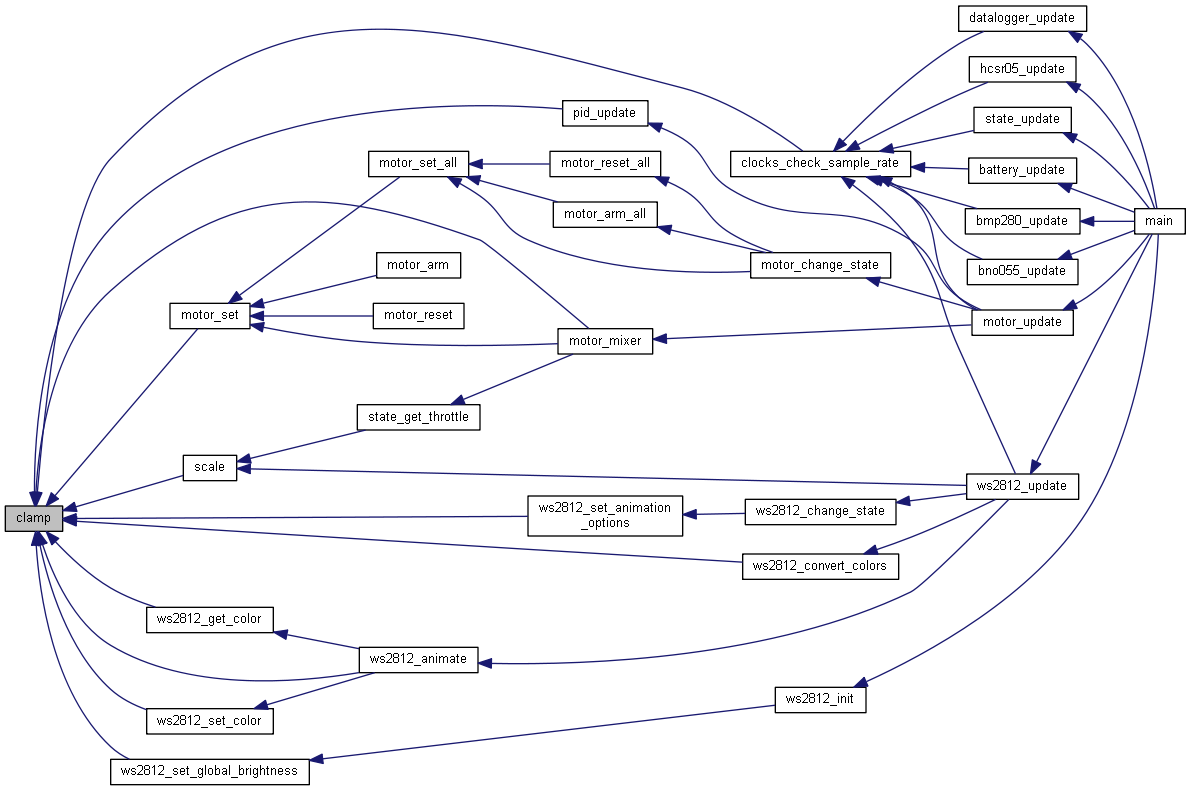 datalogger_update
hcsr05_update
pid_update
state_update
motor_set_all
motor_reset_all
clocks_check_sample_rate
battery_update
motor_arm_all
bmp280_update
main
motor_arm
motor_change_state
bno055_update
motor_set
motor_reset
motor_update
motor_mixer
state_get_throttle
scale
ws2812_update
clamp
ws2812_set_animation
_options
ws2812_change_state
ws2812_convert_colors
ws2812_get_color
ws2812_animate
ws2812_init
ws2812_set_color
ws2812_set_global_brightness